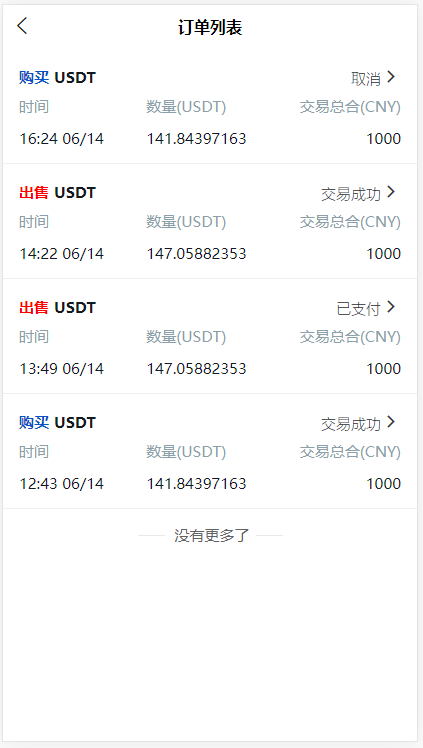 订单列表
购买 USDT 取消
时间 数量(USDT) 交易总合(CNY)
16:24 06/14 141.84397163 1000
出售 USDT 交易成功
时间 数量(USDT) 交易总合(CNY)
14:22 06/14 147.05882353 1000
出售 USDT 已支付
时间 数量(USDT) 交易总合(CNY)
13:49 06/14 147.05882353 1000
购买 USDT 交易成功
时间 数量(USDT) 交易总合(CNY)
12:43 06/14 141.84397163 1000
没有更多了